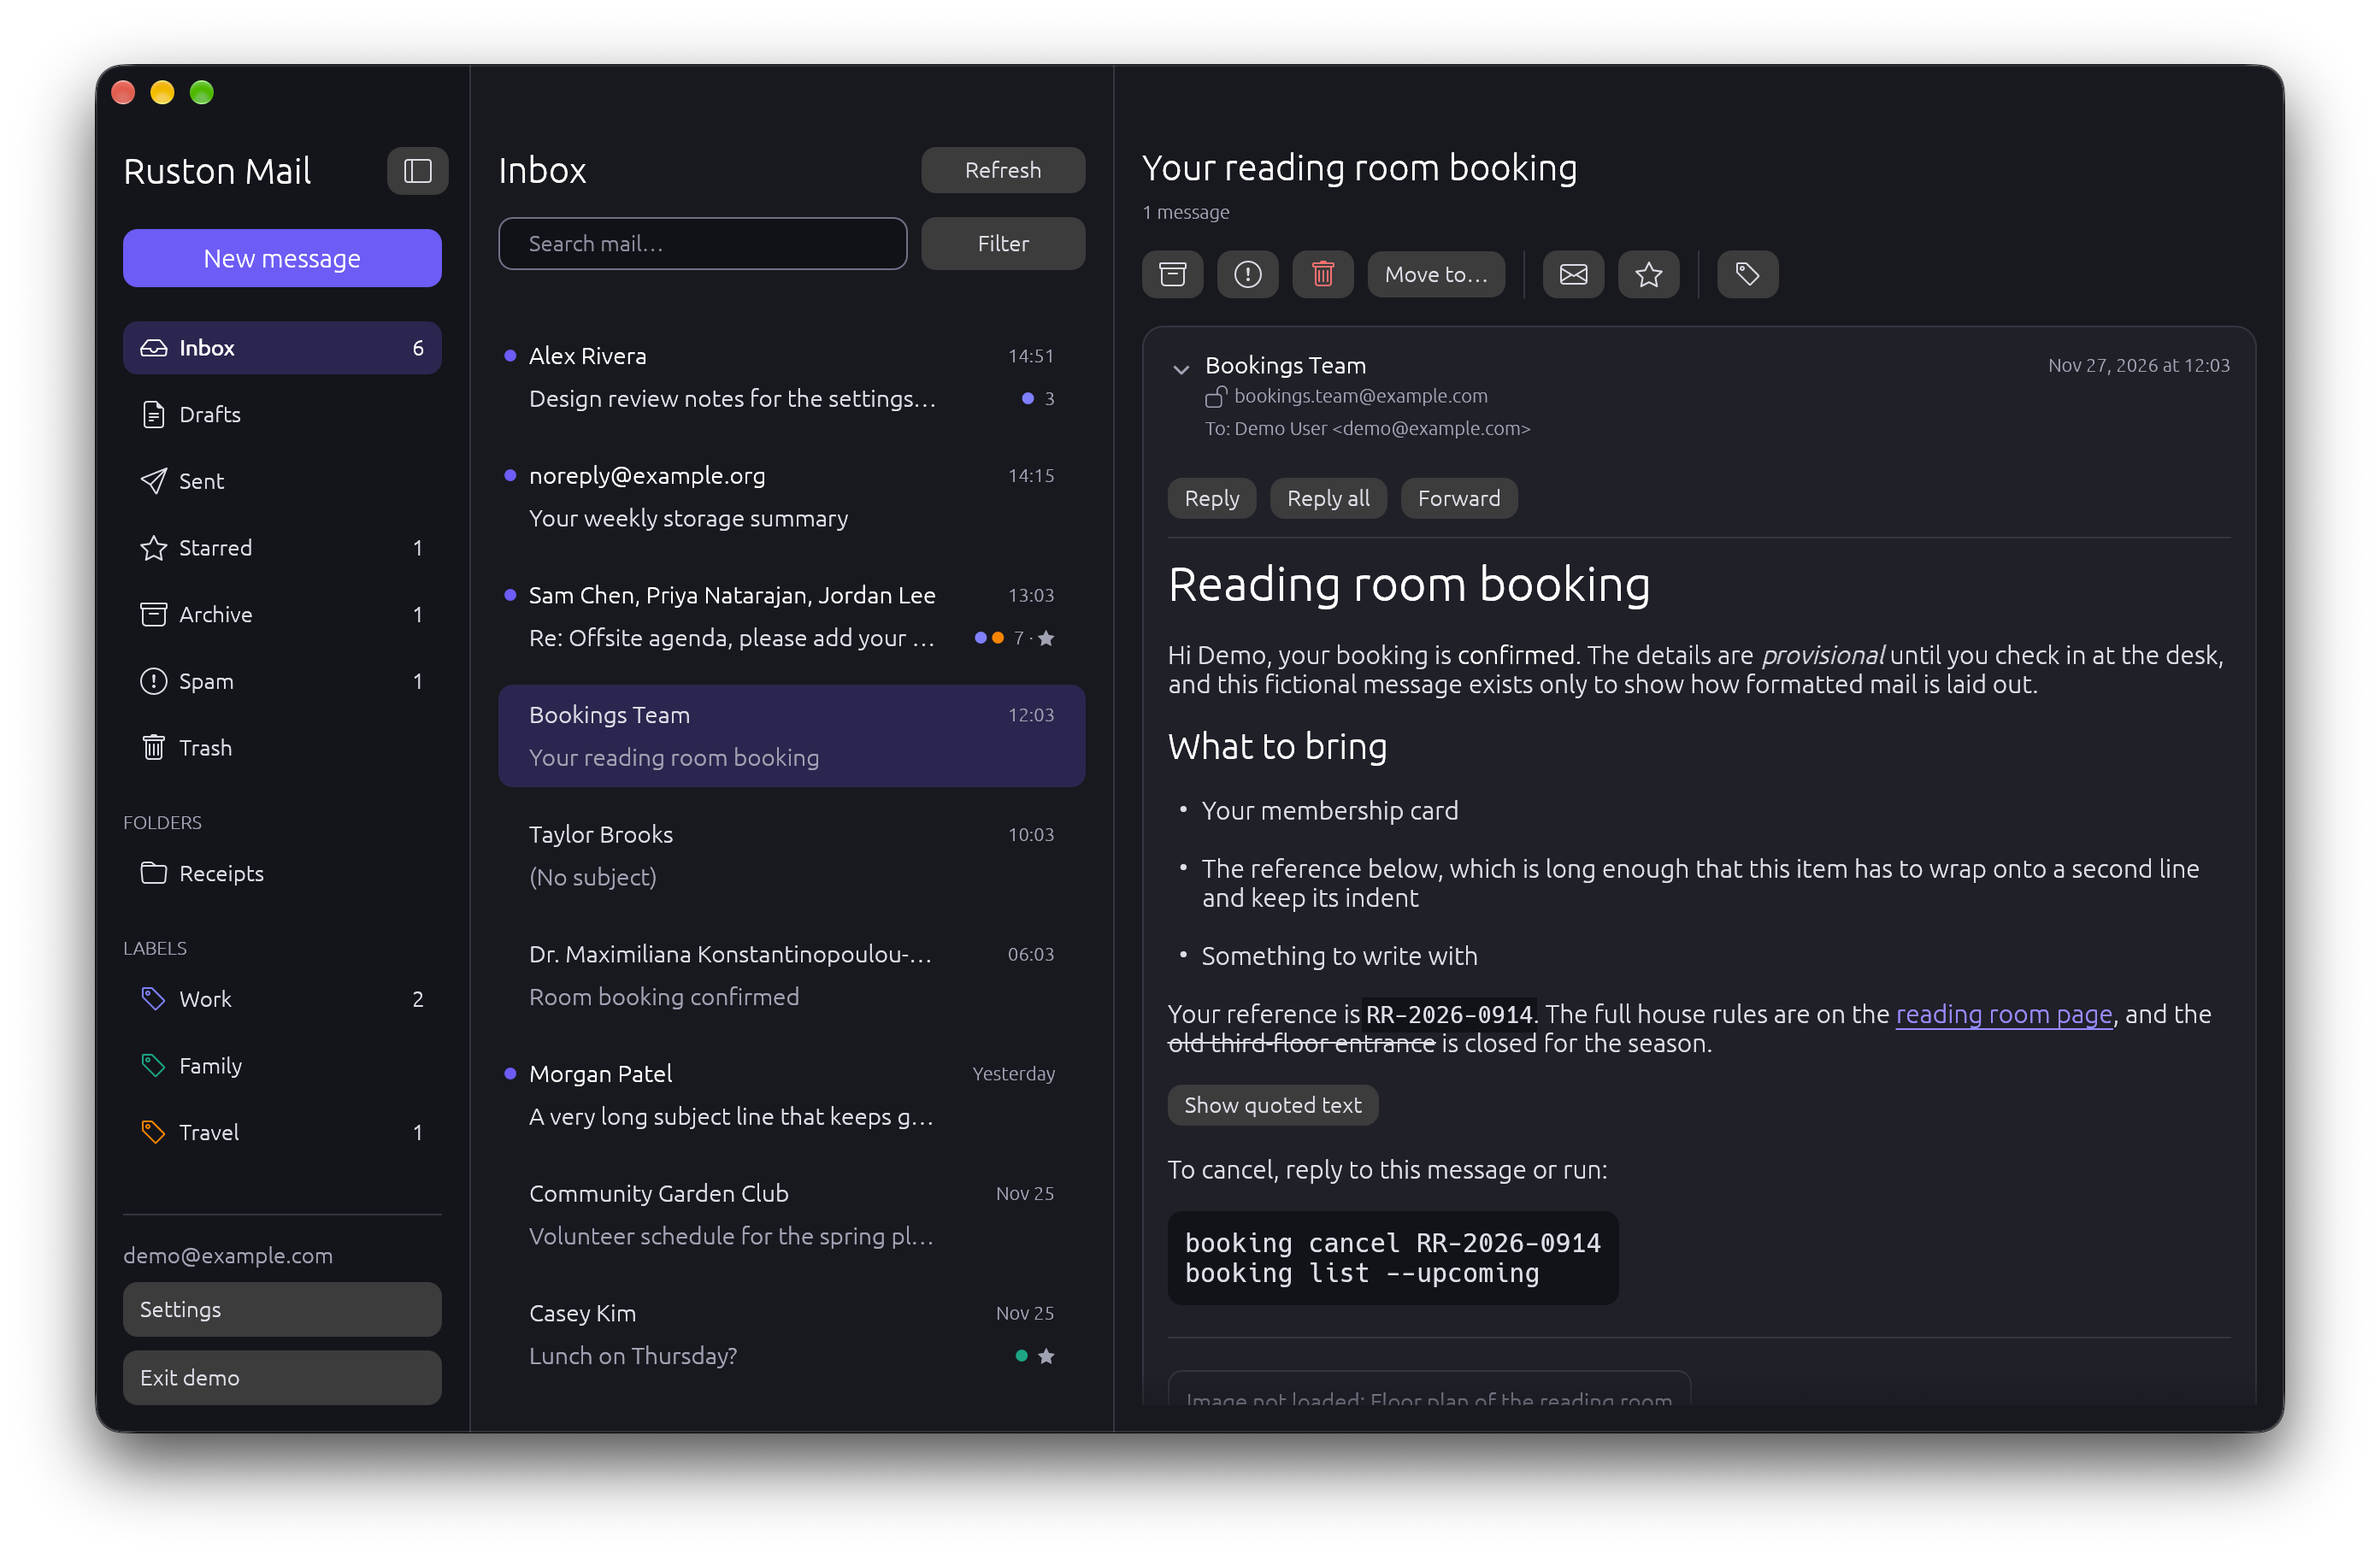 Ruston Mail
New message
Inbox 6
Drafts
Sent
Starred 1
Archive 1
Spam 1
Trash
FOLDERS
Receipts
LABELS
Work 2
Family
Travel 1
demo@example.com
Settings
Exit demo
Inbox
Refresh
Search mail…
Filter
Alex Rivera 14:51
Design review notes for the settings… 3
noreply@example.org 14:15
Your weekly storage summary
Sam Chen, Priya Natarajan, Jordan Lee 13:03
Re: Offsite agenda, please add your … 7 ·
Bookings Team 12:03
Your reading room booking
Taylor Brooks 10:03
(No subject)
Dr. Maximiliana Konstantinopoulou-… 06:03
Room booking confirmed
Morgan Patel Yesterday
A very long subject line that keeps g…
Community Garden Club Nov 25
Volunteer schedule for the spring pl…
Casey Kim Nov 25
Lunch on Thursday?
Your reading room booking
1 message
Move to…
Bookings Team Nov 27, 2026 at 12:03
bookings.team@example.com
To: Demo User <demo@example.com>
Reply Reply all Forward
Reading room booking
Hi Demo, your booking is confirmed. The details are provisional until you check in at the desk,
and this fictional message exists only to show how formatted mail is laid out.
What to bring
• Your membership card
• The reference below, which is long enough that this item has to wrap onto a second line
and keep its indent
• Something to write with
Your reference is RR-2026-0914. The full house rules are on the reading room page, and the
old third-floor entrance is closed for the season.
Show quoted text
To cancel, reply to this message or run:
booking cancel RR-2026-0914
booking list --upcoming
Image not loaded: Floor plan of the reading room